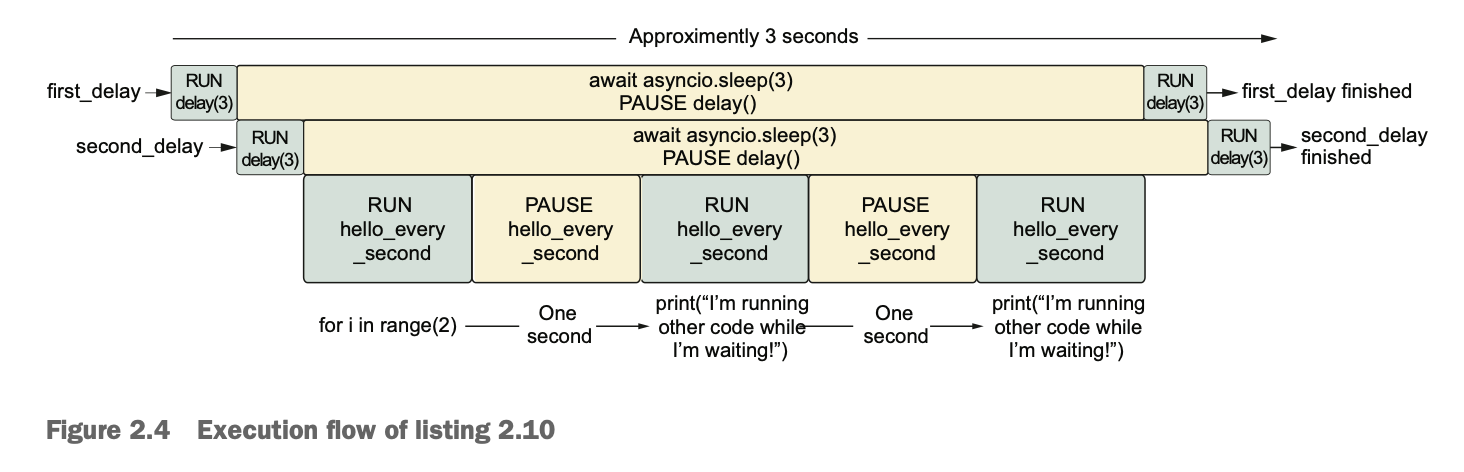 Approximently 3 seconds
first_delay
RUN
delay(3)
await asyncio.sleep(3)
PAUSE delay()
RUN
delay(3)
first_delay finished
second_delay
RUN
delay(3)
await asyncio.sleep(3)
PAUSE delay()
RUN
delay(3)
second_delay
finished
RUN
hello_every
_second
PAUSE
hello_every
_second
RUN
hello_every
_second
PAUSE
hello_every
_second
RUN
hello_every
_second
for i in range(2)
One
second
print(“I’m running
other code while
I’m waiting!”)
One
second
print(“I’m running
other code while
I’m waiting!”)
Figure 2.4 Execution flow of listing 2.10